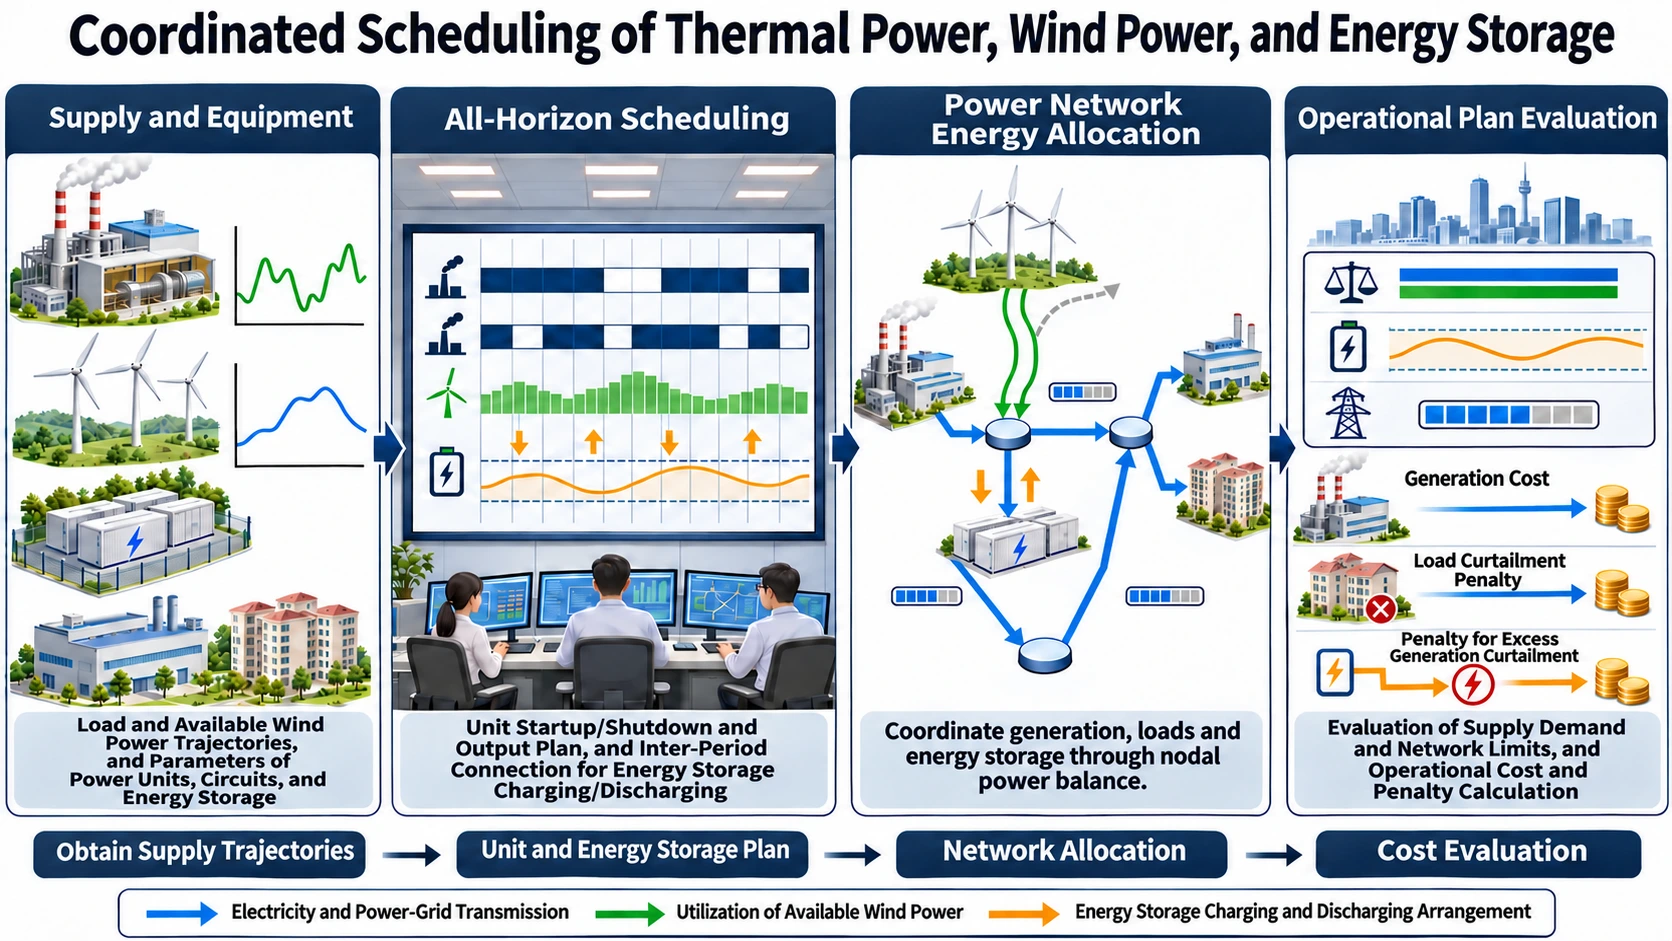 Coordinated Scheduling of Thermal Power, Wind Power, and Energy Storage
Supply and Equipment
Load and Available Wind
Power Trajectories,
and Parameters of
Power Units, Circuits, and
Energy Storage
All-Horizon Scheduling
Unit Startup/Shutdown and
Output Plan, and Inter-Period
Connection for Energy Storage
Charging/Discharging
Power Network
Energy Allocation
Coordinate generation, loads and
energy storage through nodal
power balance.
Operational Plan Evaluation
Generation Cost
Load Curtailment
Penalty
Penalty for Excess
Generation Curtailment
Evaluation of Supply Demand
and Network Limits, and
Operational Cost and
Penalty Calculation
Obtain Supply Trajectories
Unit and Energy Storage Plan
Network Allocation
Cost Evaluation
Electricity and Power-Grid Transmission
Utilization of Available Wind Power
Energy Storage Charging and Discharging Arrangement